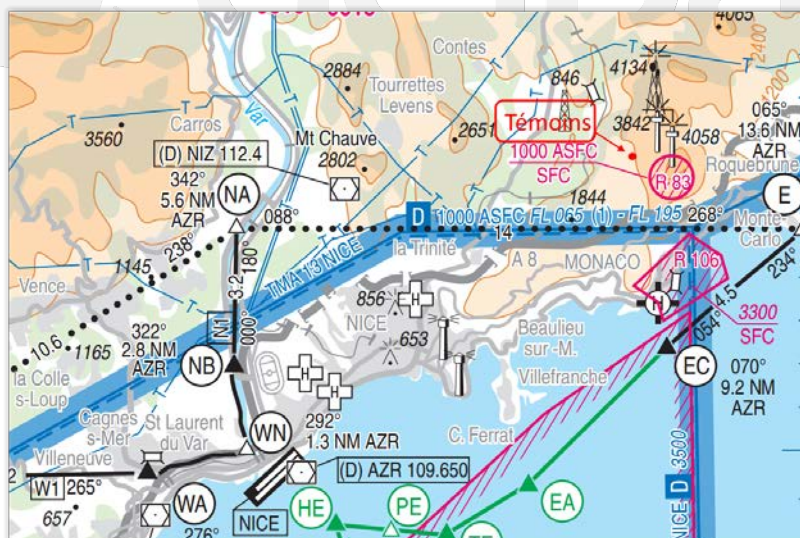 4065
Contes
2884
846
4134
2400
1200
Tourrettes
Levens
Var
3560
Carros
Mt Chauve
2651
Témoins
3842
4058
065°
13.6 NM
AZR
(D) NIZ 112.4
2802
1000 ASFC
SFC
R 83
Roquebrune
342°
5.6 NM
AZR
NA
1844
E
088°
D
1000 ASFC FL 065 (1) - FL 195
268°
Monte-
Carlo
238°
180°
14
la Trinité
A 8
MONACO
R 106
234°
TMA 13 NICE
1145
Vence
3.2
856
H
NICE
H
4.5
054°
3300
SFC
N1
000°
322°
2.8 NM
AZR
653
10.6
1165
NB
Beaulieu
sur -M.
EC
070°
9.2 NM
AZR
la Colle
s-Loup
H
H
Villefranche
Cagnes
s-Mer
St Laurent
du Var
WN
292°
1.3 NM AZR
C. Ferrat
Villeneuve
2
W1
265°
(D) AZR 109.650
NICE D 3500
657
WA
276°
NICE
HE
PE
EA